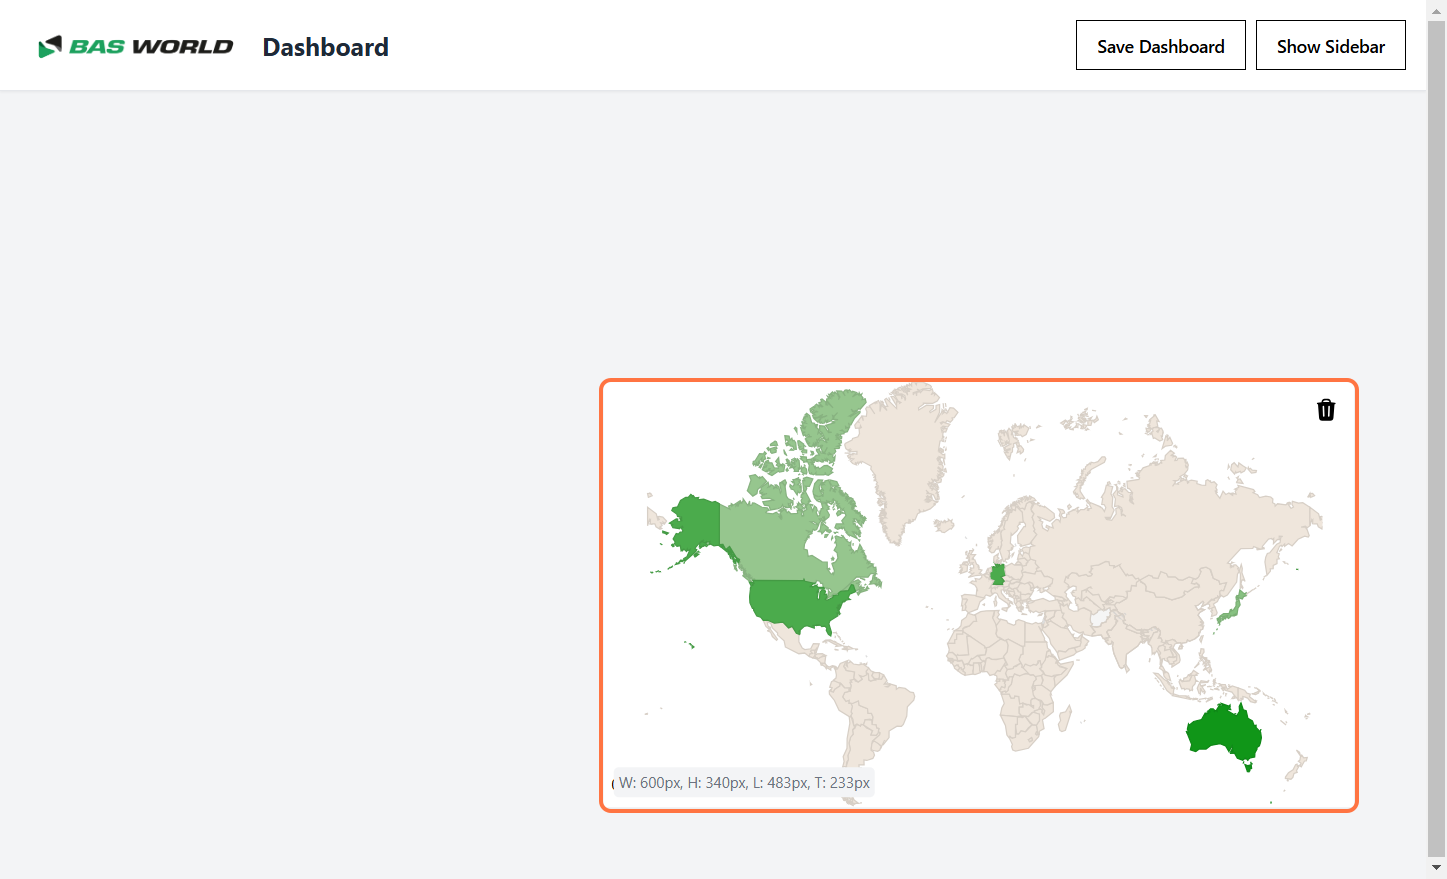 BAS WORLD
Dashboard
Save Dashboard
Show Sidebar
W: 600px, H: 340px, L: 483px, T: 233px